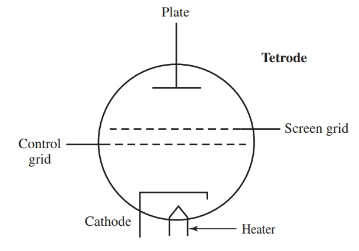 Plate
Tetrode
Screen grid
Control
grid
Cathode
Heater